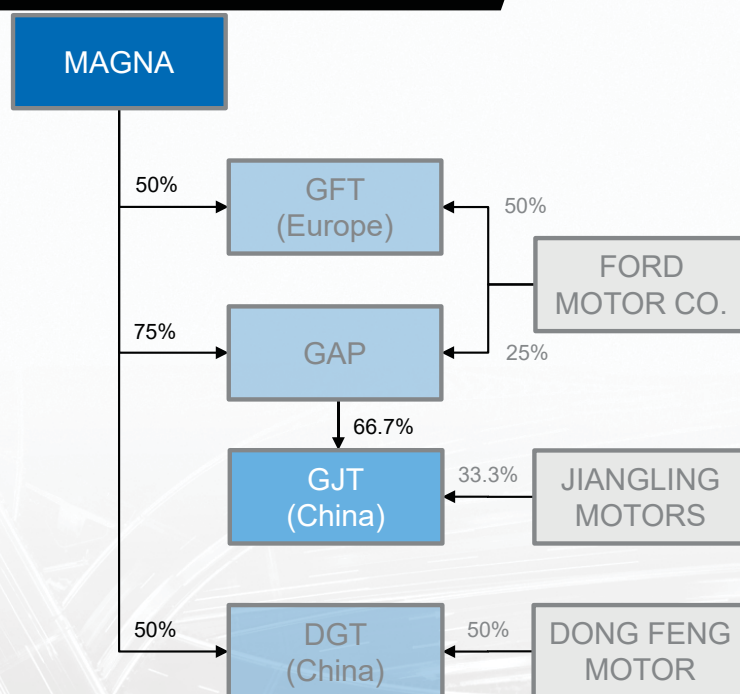 MAGNA
50%
GFT
(Europe)
50%
FORD
MOTOR CO.
75%
GAP
25%
66.7%
GJT
(China)
33.3%
JIANGLING
MOTORS
50%
DGT
(China)
50%
DONG FENG
MOTOR